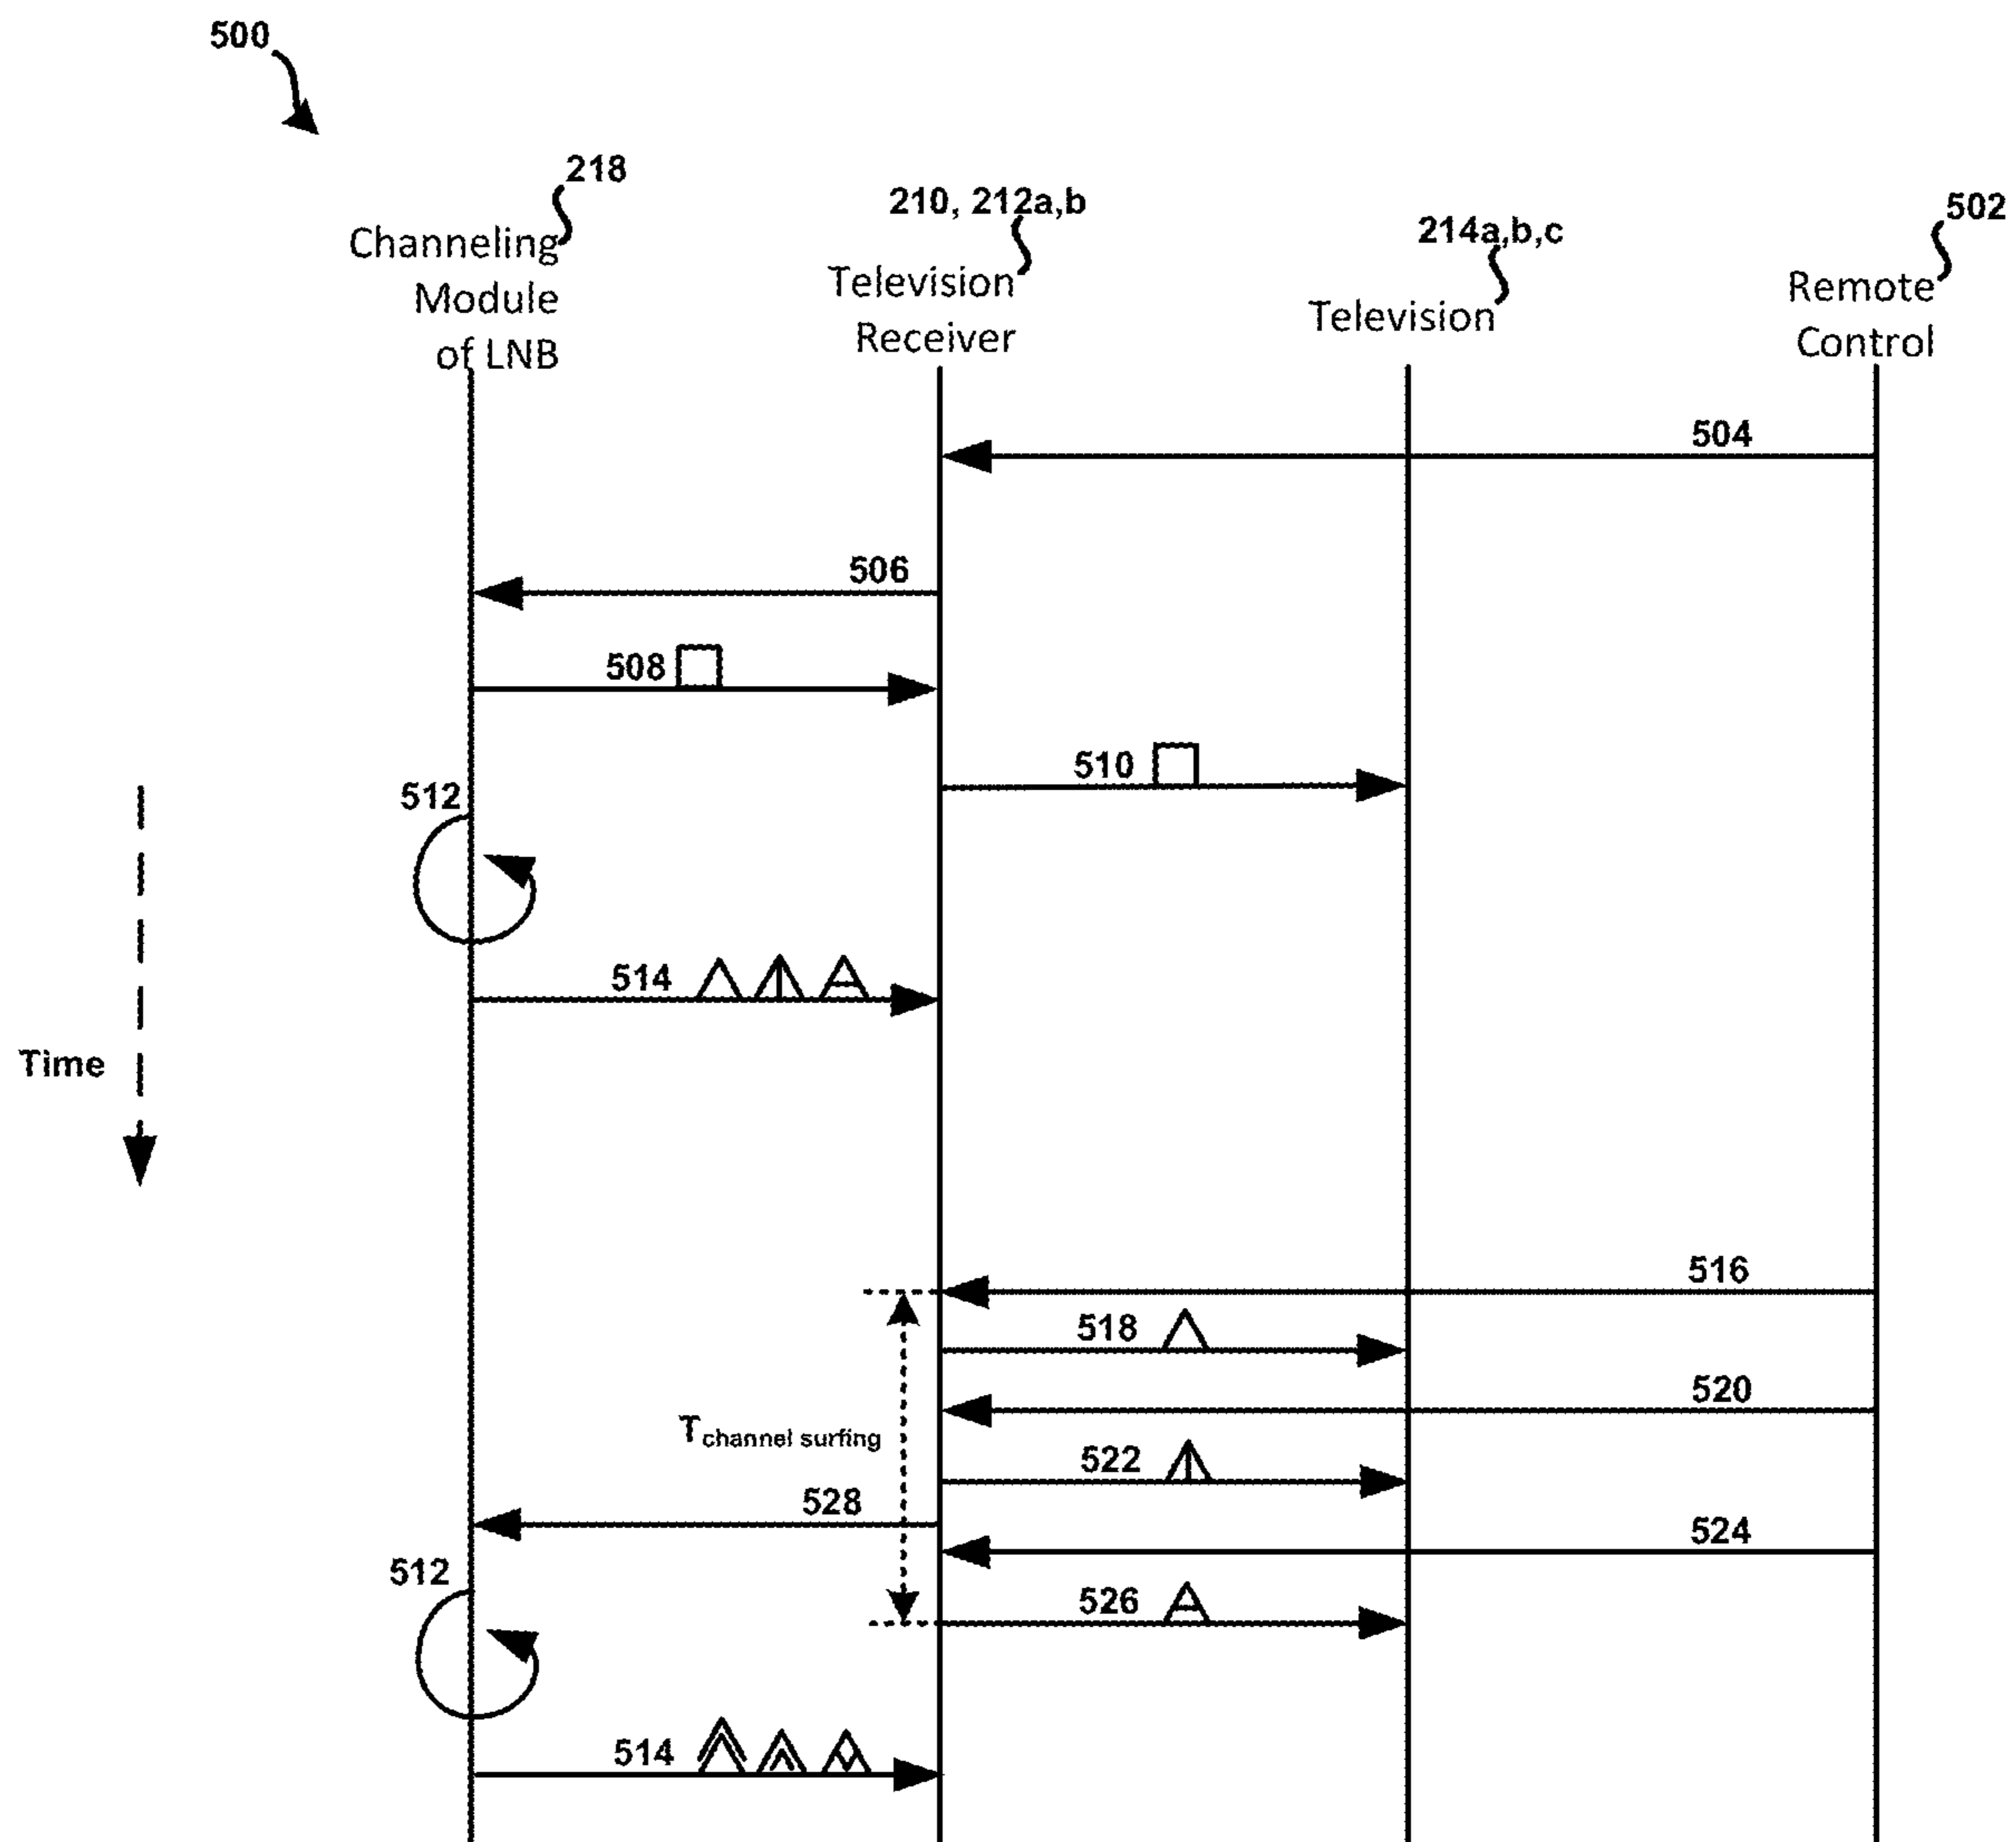 500
218
Channeling
Module
of LNB
210, 212a,b
Television
Receiver
214a,b,c
Television
502
Remote
Control
504
506
508
510
512
514
Time
516
518
520
T channel surfing
522
528
524
512
526
514